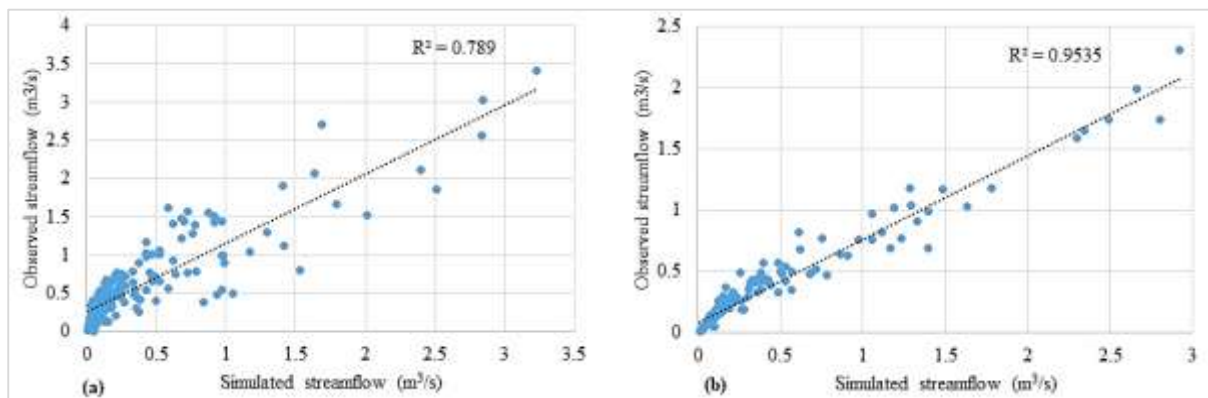 4
3.5
3
2.5
2
1.5
1
0.5
0
Observed streamflow (m3/s)
R² = 0.789
0 0.5 1 1.5 2 2.5 3 3.5
(a) Simulated streamflow (m³/s)
2.5
2
1.5
1
0.5
0
Observed streamflow (m3/s)
R² = 0.9535
0 0.5 1 1.5 2 2.5 3
(b) Simulated streamflow (m³/s)